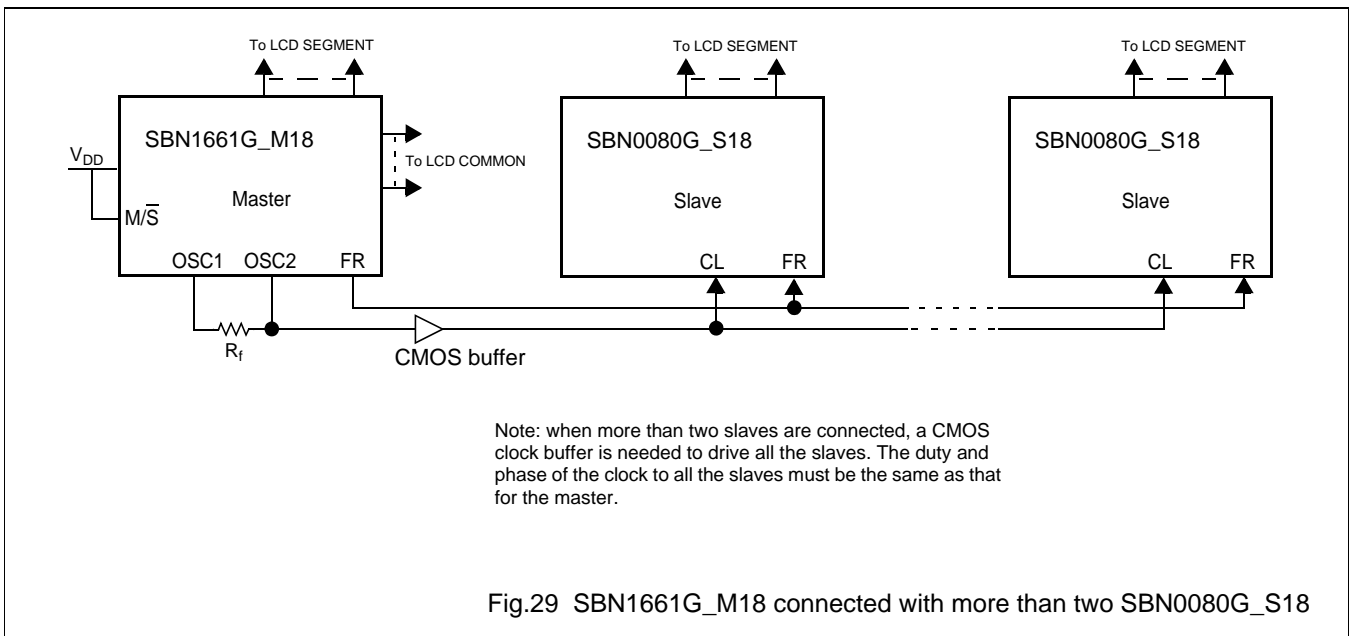 To LCD SEGMENT
To LCD SEGMENT
To LCD SEGMENT
SBN1661G_M18
SBN0080G_S18
SBN0080G_S18
VDD
To LCD COMMON
Master
Slave
Slave
M/S̅
OSC1 OSC2 FR
CL FR
CL FR
Rf
CMOS buffer
Note: when more than two slaves are connected, a CMOS
clock buffer is needed to drive all the slaves. The duty and
phase of the clock to all the slaves must be the same as that
for the master.
Fig.29 SBN1661G_M18 connected with more than two SBN0080G_S18